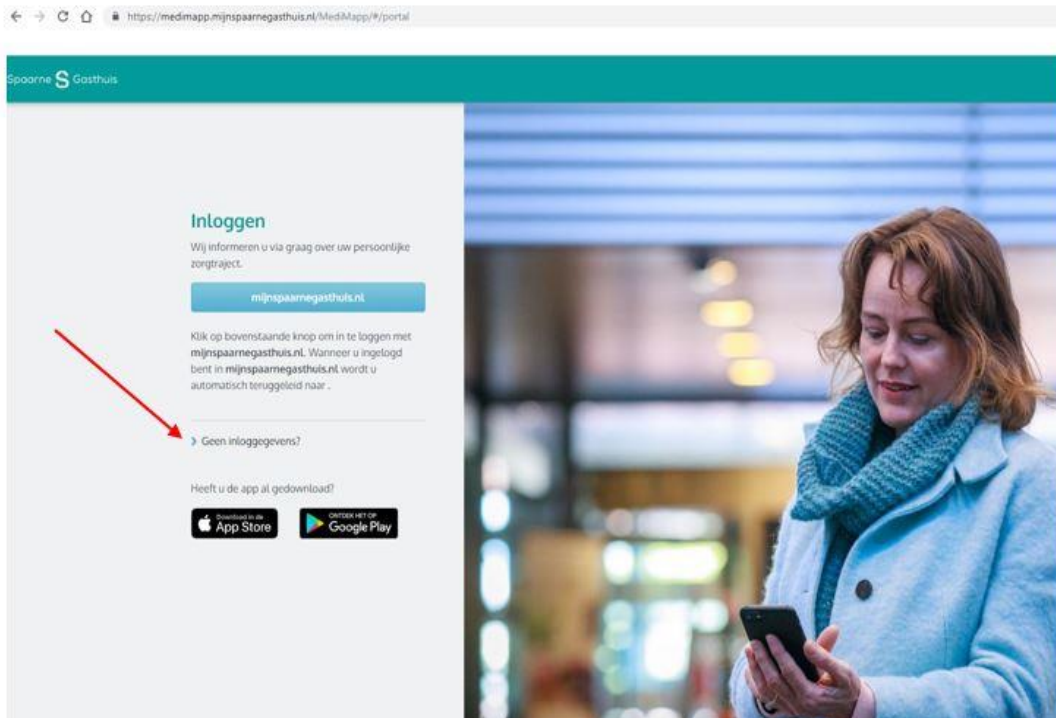 https://medimapp.mijnspaarnegasthuis.nl/MediMapp/#/portal
Spaarne S Gasthuis
Inloggen
Wij informeren u via graag over uw persoonlijke
zorgtraject.
mijnspaarnegasthuis.nl
Klik op bovenstaande knop om in te loggen met
mijnspaarnegasthuis.nl. Wanneer u ingelogd
bent in mijnspaarnegasthuis.nl wordt u
automatisch teruggeleid naar .
Geen inloggegevens?
Heeft u de app al gedownload?
Download in de
App Store
ONTDEK HET OP
Google Play